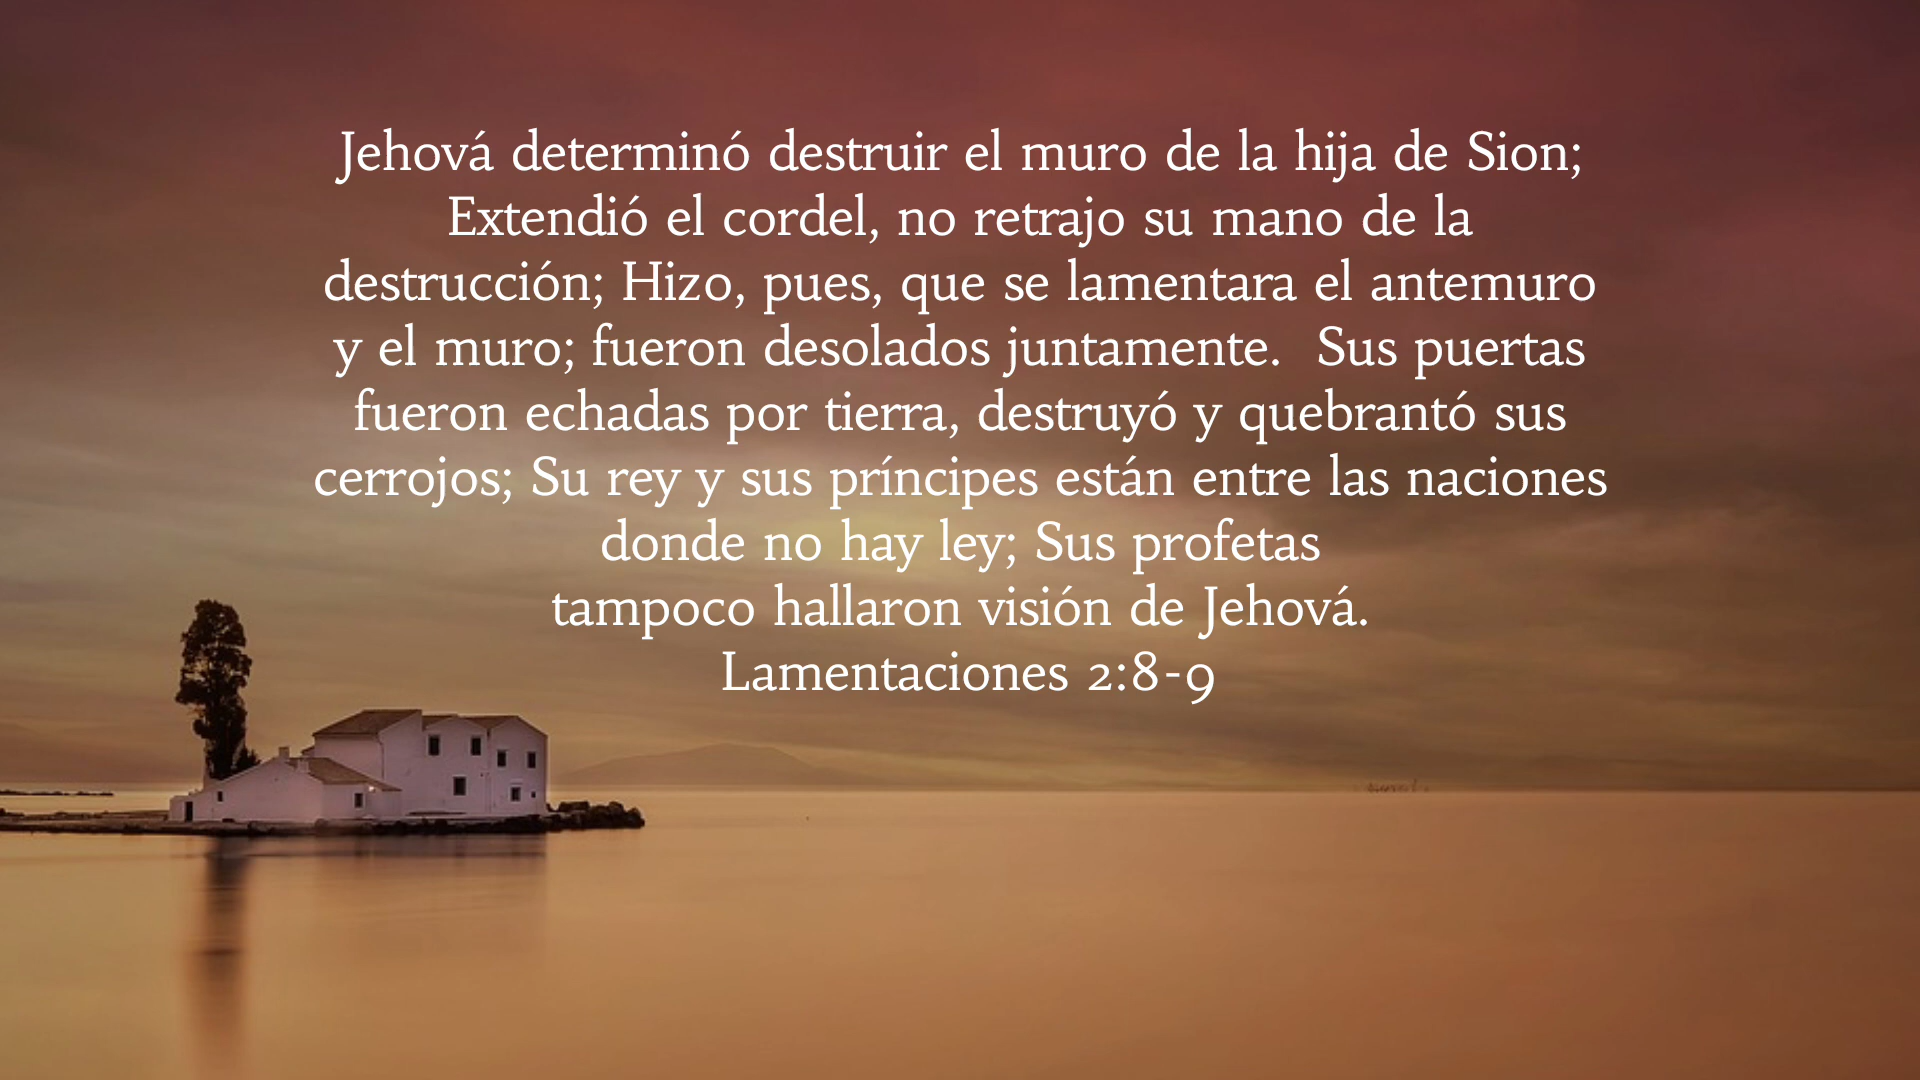 Jehová determinó destruir el muro de la hija de Sion;
Extendió el cordel, no retrajo su mano de la
destrucción; Hizo, pues, que se lamentara el antemuro
y el muro; fueron desolados juntamente.  Sus puertas
fueron echadas por tierra, destruyó y quebrantó sus
cerrojos; Su rey y sus príncipes están entre las naciones
donde no hay ley; Sus profetas
tampoco hallaron visión de Jehová.
Lamentaciones 2:8-9